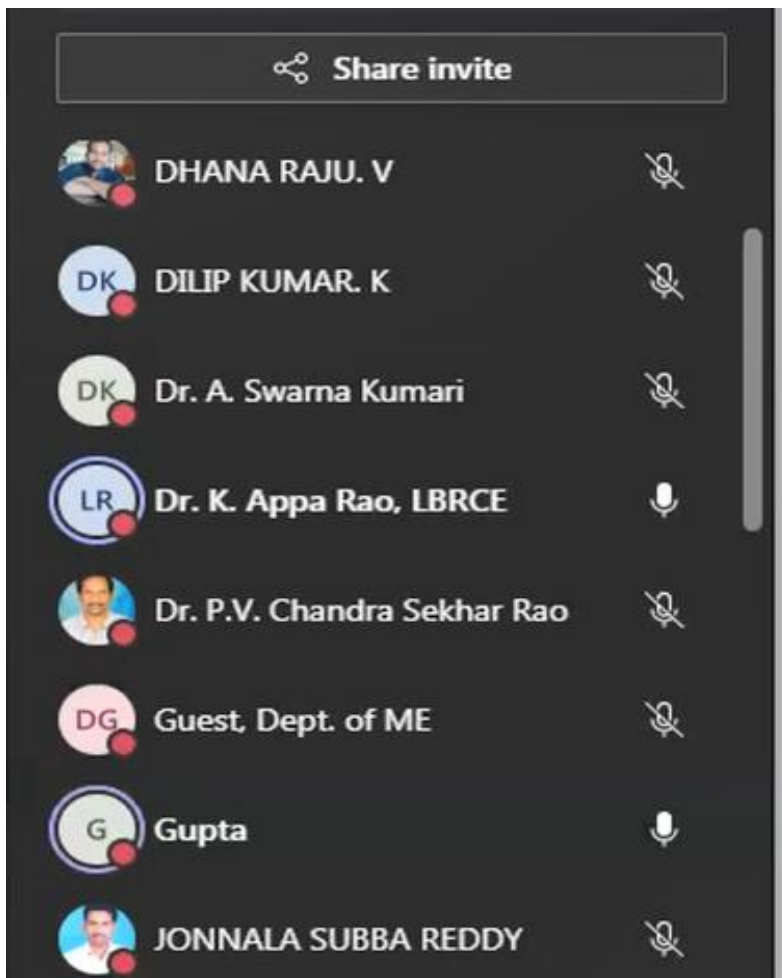 Share invite
DHANA RAJU. V
DK DILIP KUMAR. K
DK Dr. A. Swarna Kumari
LR Dr. K. Appa Rao, LBRCE
Dr. P.V. Chandra Sekhar Rao
DG Guest, Dept. of ME
G Gupta
JONNALA SUBBA REDDY